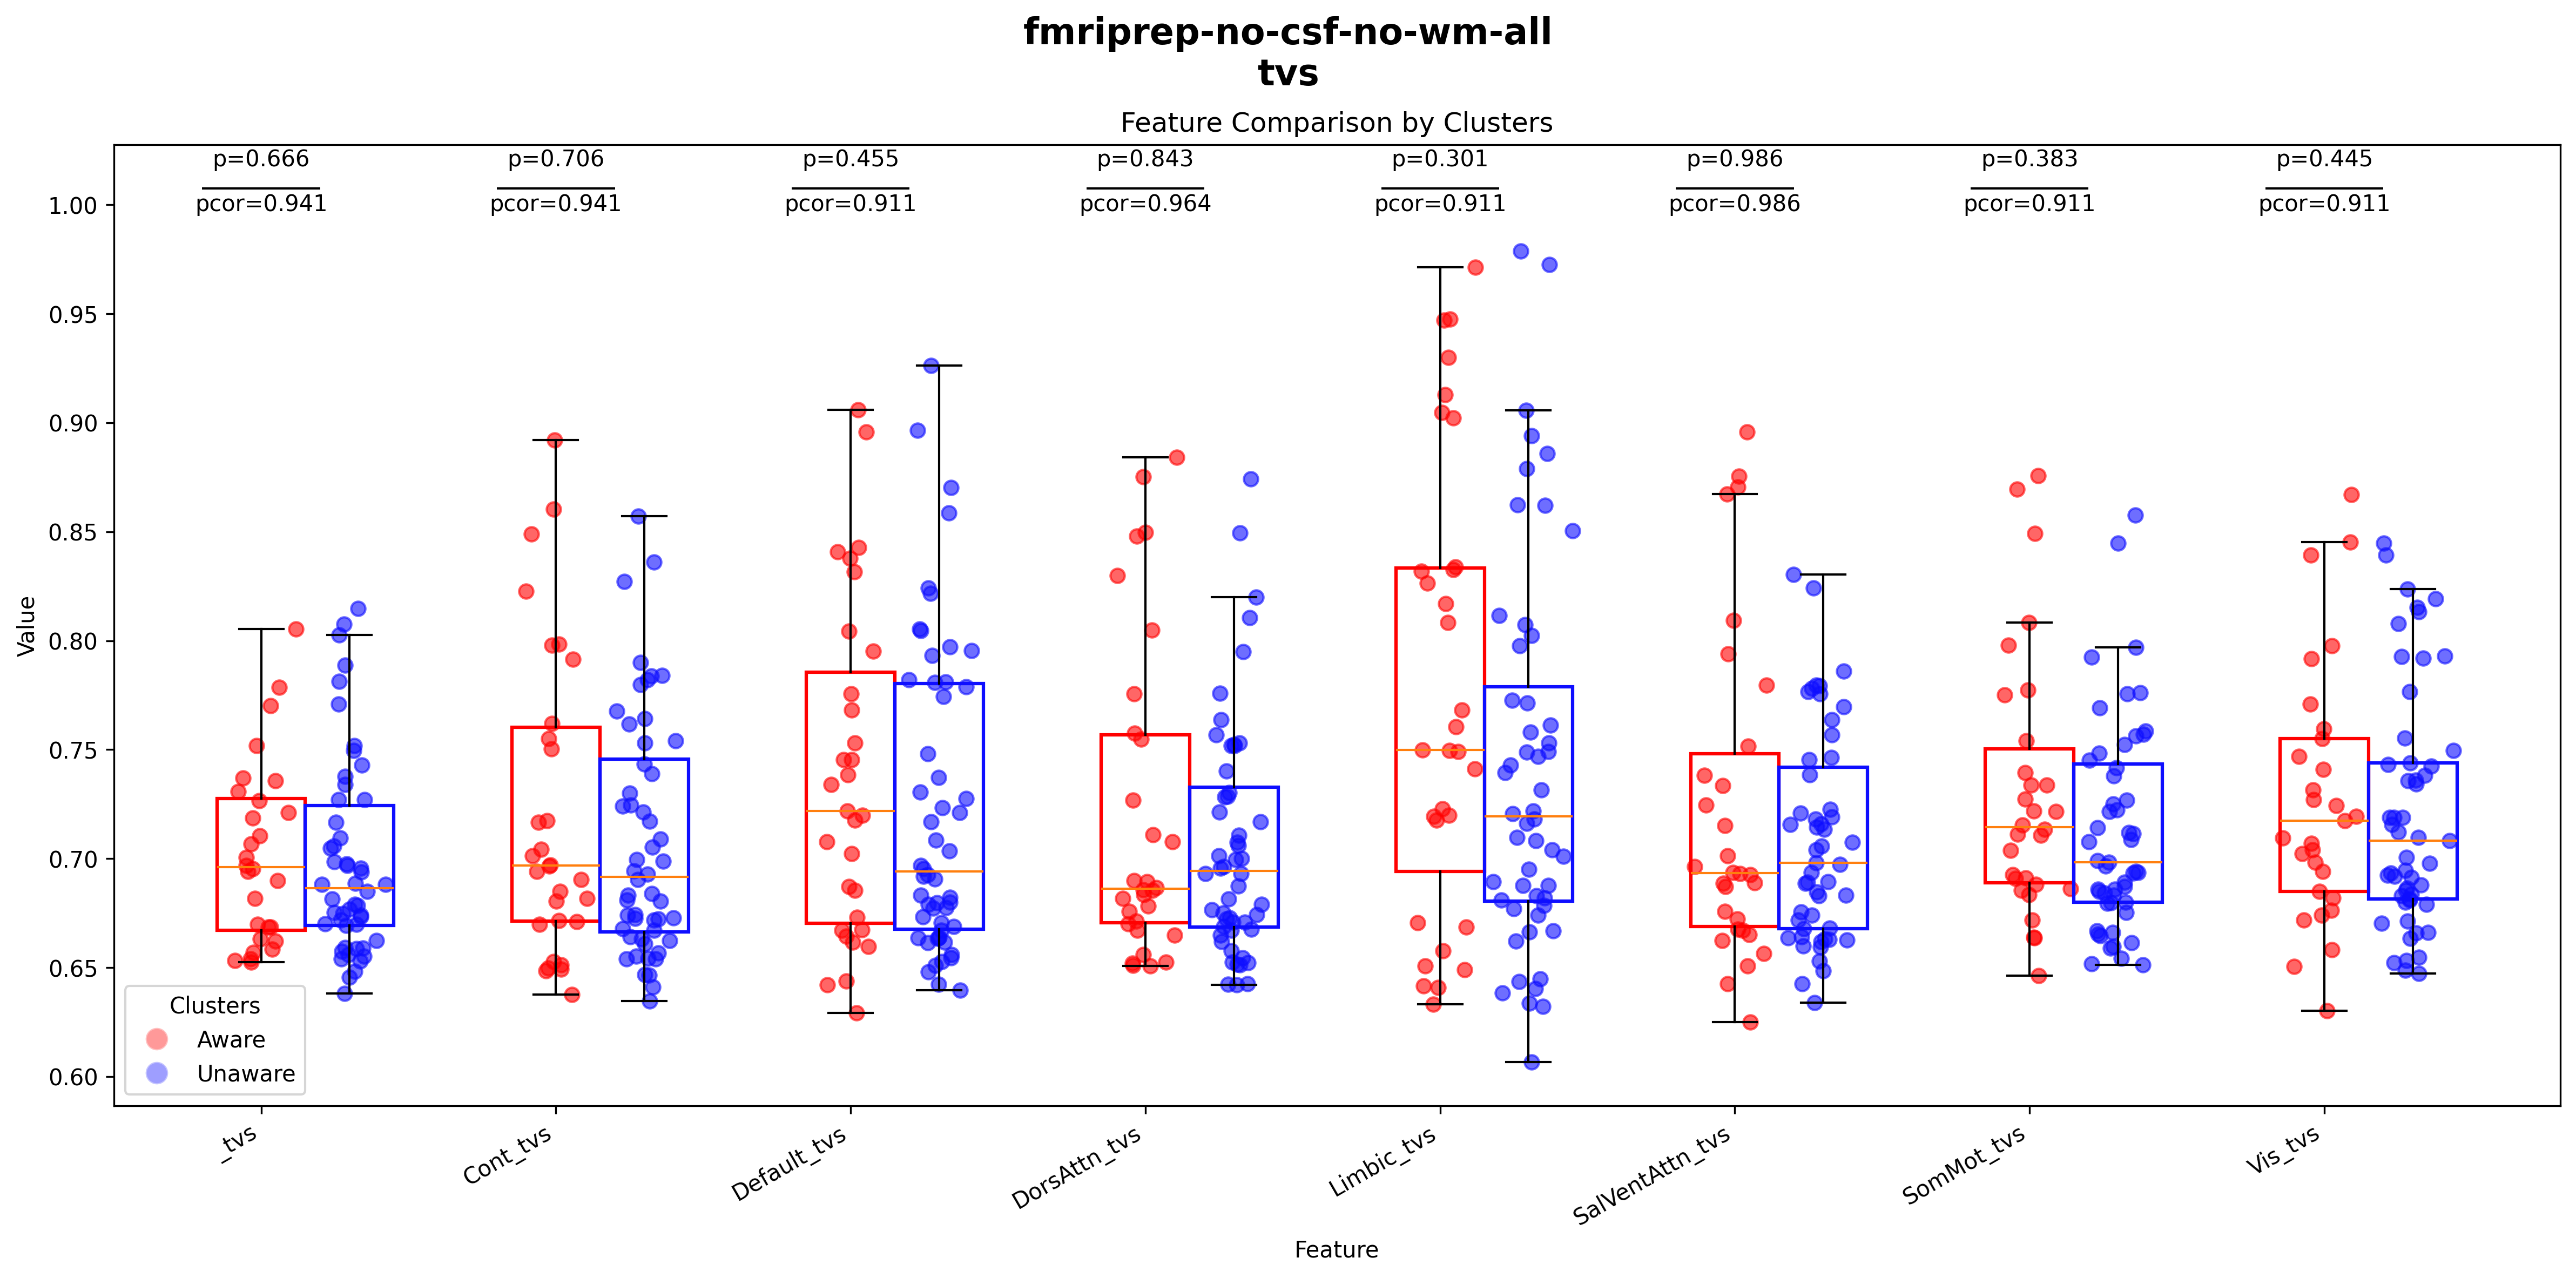 fmriprep-no-csf-no-wm-all
tvs
Feature Comparison by Clusters
p=0.666 p=0.706 p=0.455 p=0.843 p=0.301 p=0.986 p=0.383 p=0.445
pcor=0.941 pcor=0.941 pcor=0.911 pcor=0.964 pcor=0.911 pcor=0.986 pcor=0.911 pcor=0.911
1.00
0.95
0.90
0.85
0.80
0.75
0.70
0.65
0.60
Value
Clusters
Aware
Unaware
_tvs Cont_tvs Default_tvs DorsAttn_tvs Limbic_tvs SalVentAttn_tvs SomMot_tvs Vis_tvs
Feature